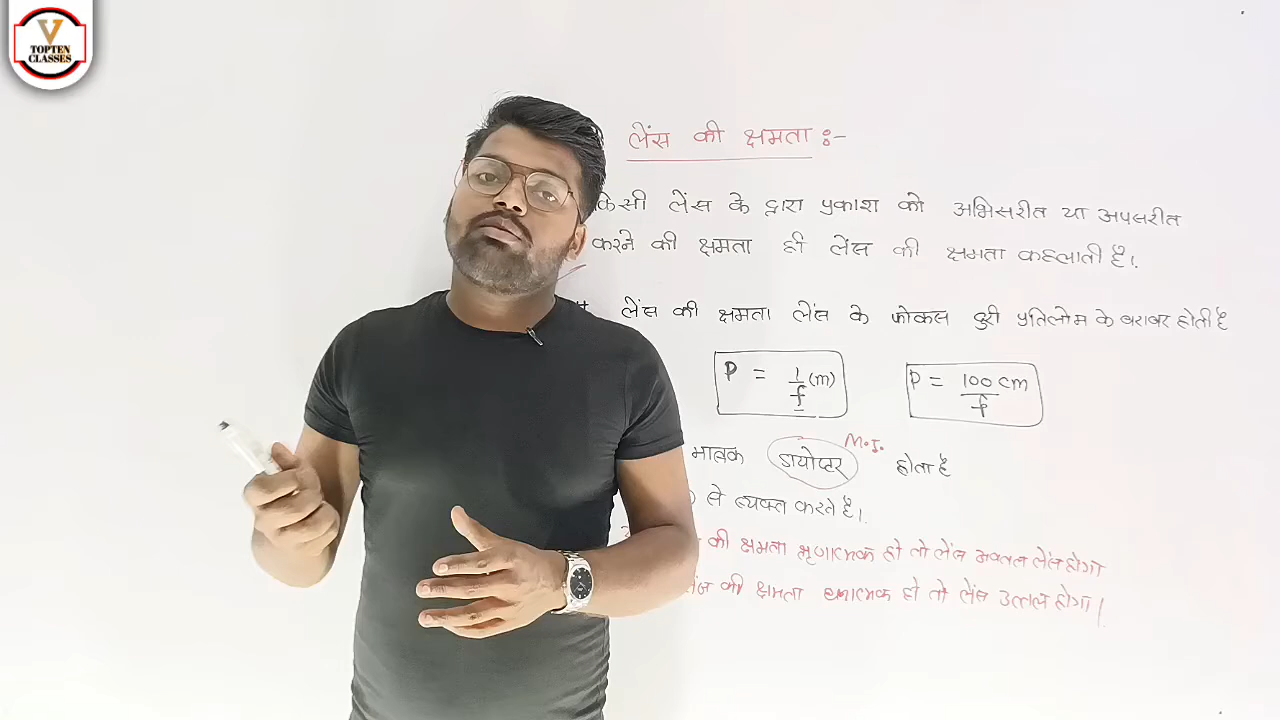 V
TOPTEN
CLASSES
लेंस की क्षमता :-
किसी लेंस के द्वारा प्रकाश को अभिसरीत या अपसरीत
करने की क्षमता ही लेंस की क्षमता कहलाती है।
लेंस की क्षमता लेंस के फोकस दुरी प्रतिलोम के बराबर होती है
P = 1/f (m) P = 100 cm/f
मात्रक डायोप्टर M.I. होता है
से व्यक्त करते है।
की क्षमता ऋणात्मक हो तो लेंस अवतल लेंस होगा
लेंस की क्षमता धनात्मक हो तो लेंस उत्तल होगा।